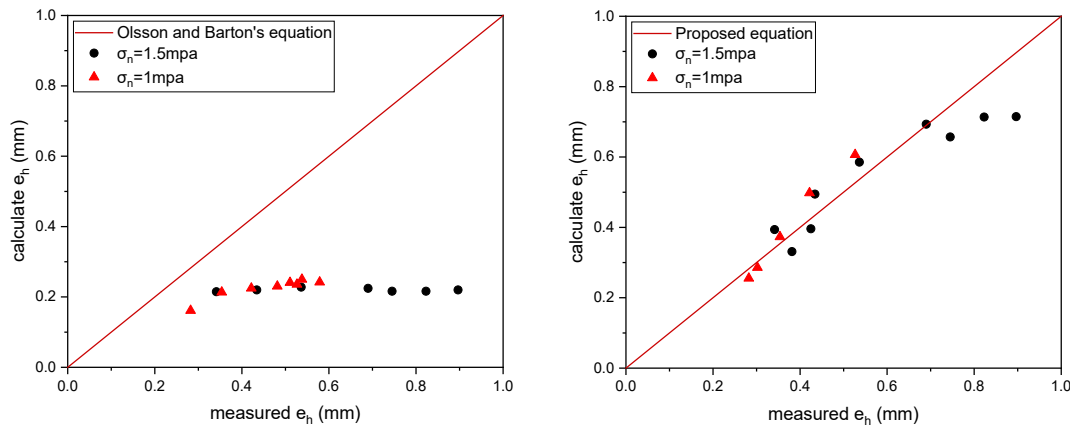 Olsson and Barton's equation
σn=1.5mpa
σn=1mpa
1.0
0.8
0.6
0.4
0.2
0.0
calculate eh (mm)
0.0 0.2 0.4 0.6 0.8 1.0
measured eh (mm)
Proposed equation
σn=1.5mpa
σn=1mpa
1.0
0.8
0.6
0.4
0.2
0.0
calculate eh (mm)
0.0 0.2 0.4 0.6 0.8 1.0
measured eh (mm)